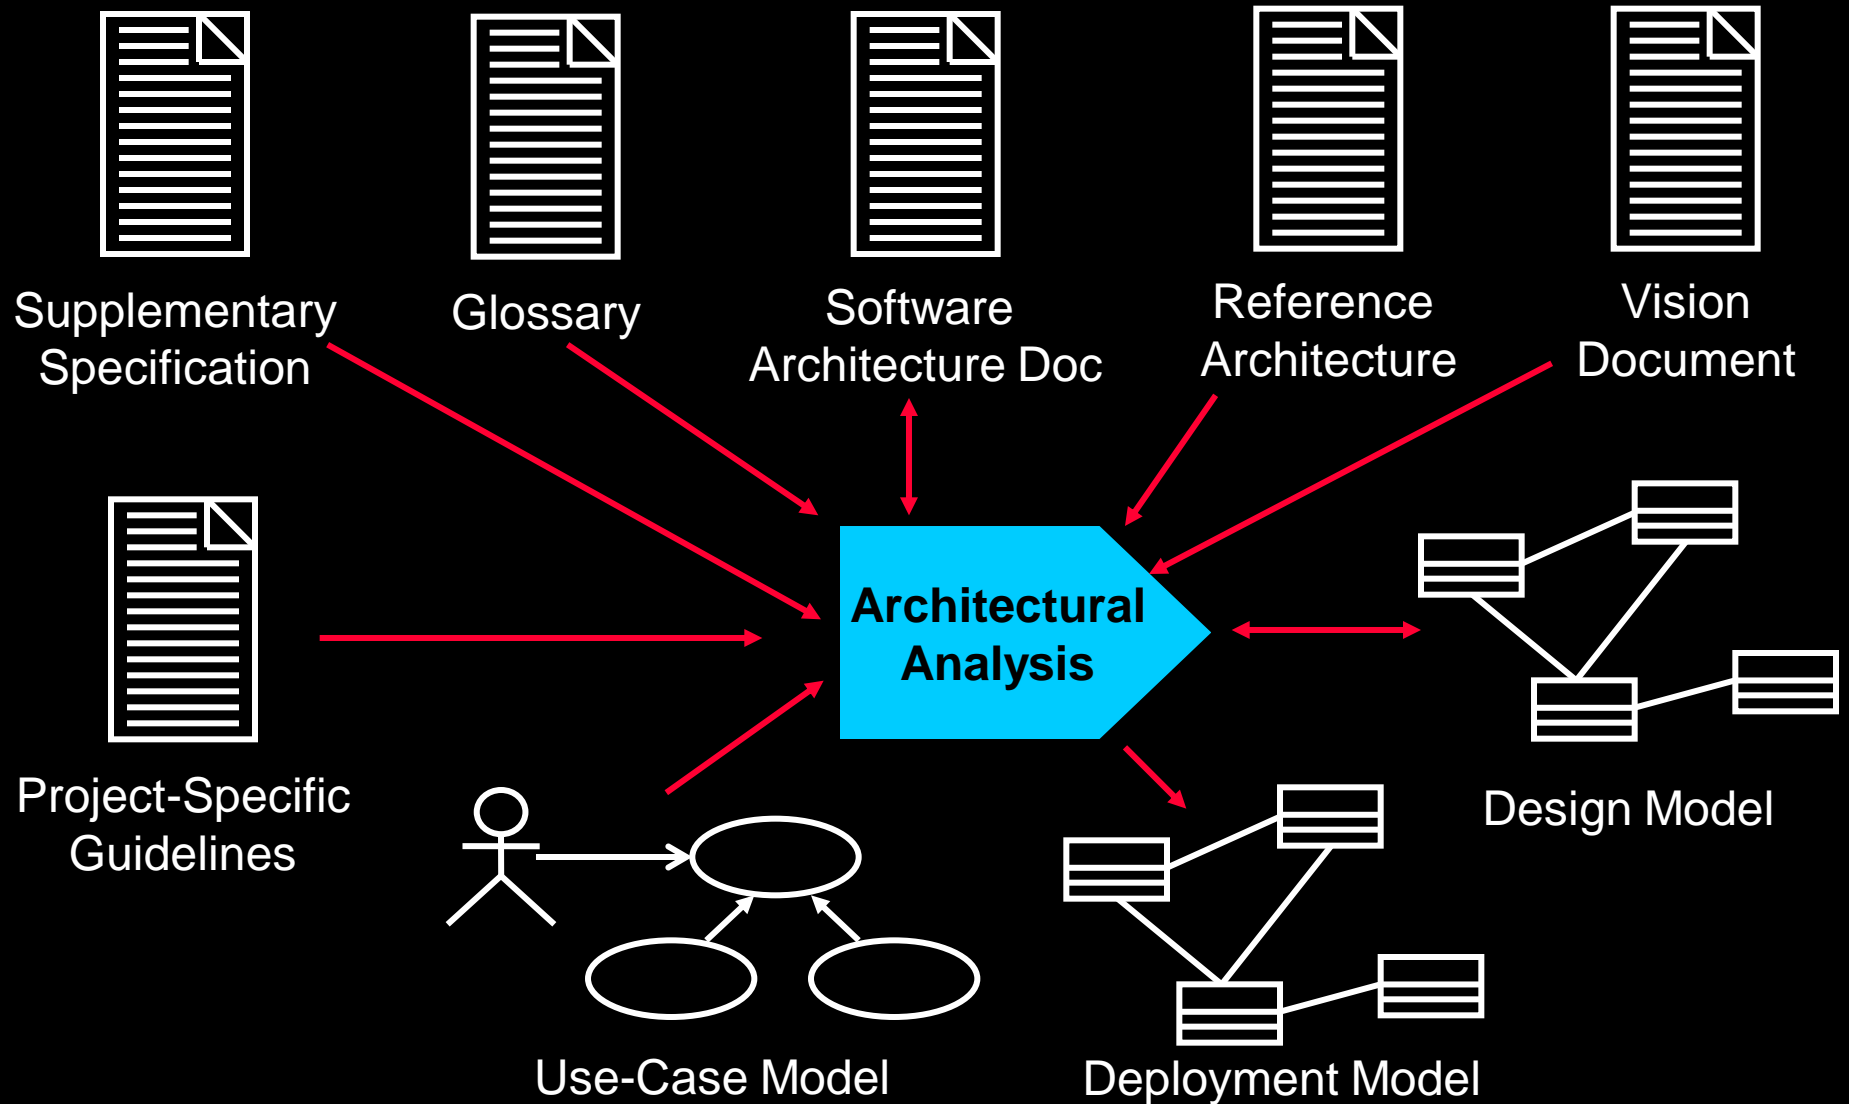 Supplementary
Specification
Glossary
Software
Architecture Doc
Reference
Architecture
Vision
Document
Architectural
Analysis
Project-Specific
Guidelines
Design Model
Use-Case Model
Deployment Model